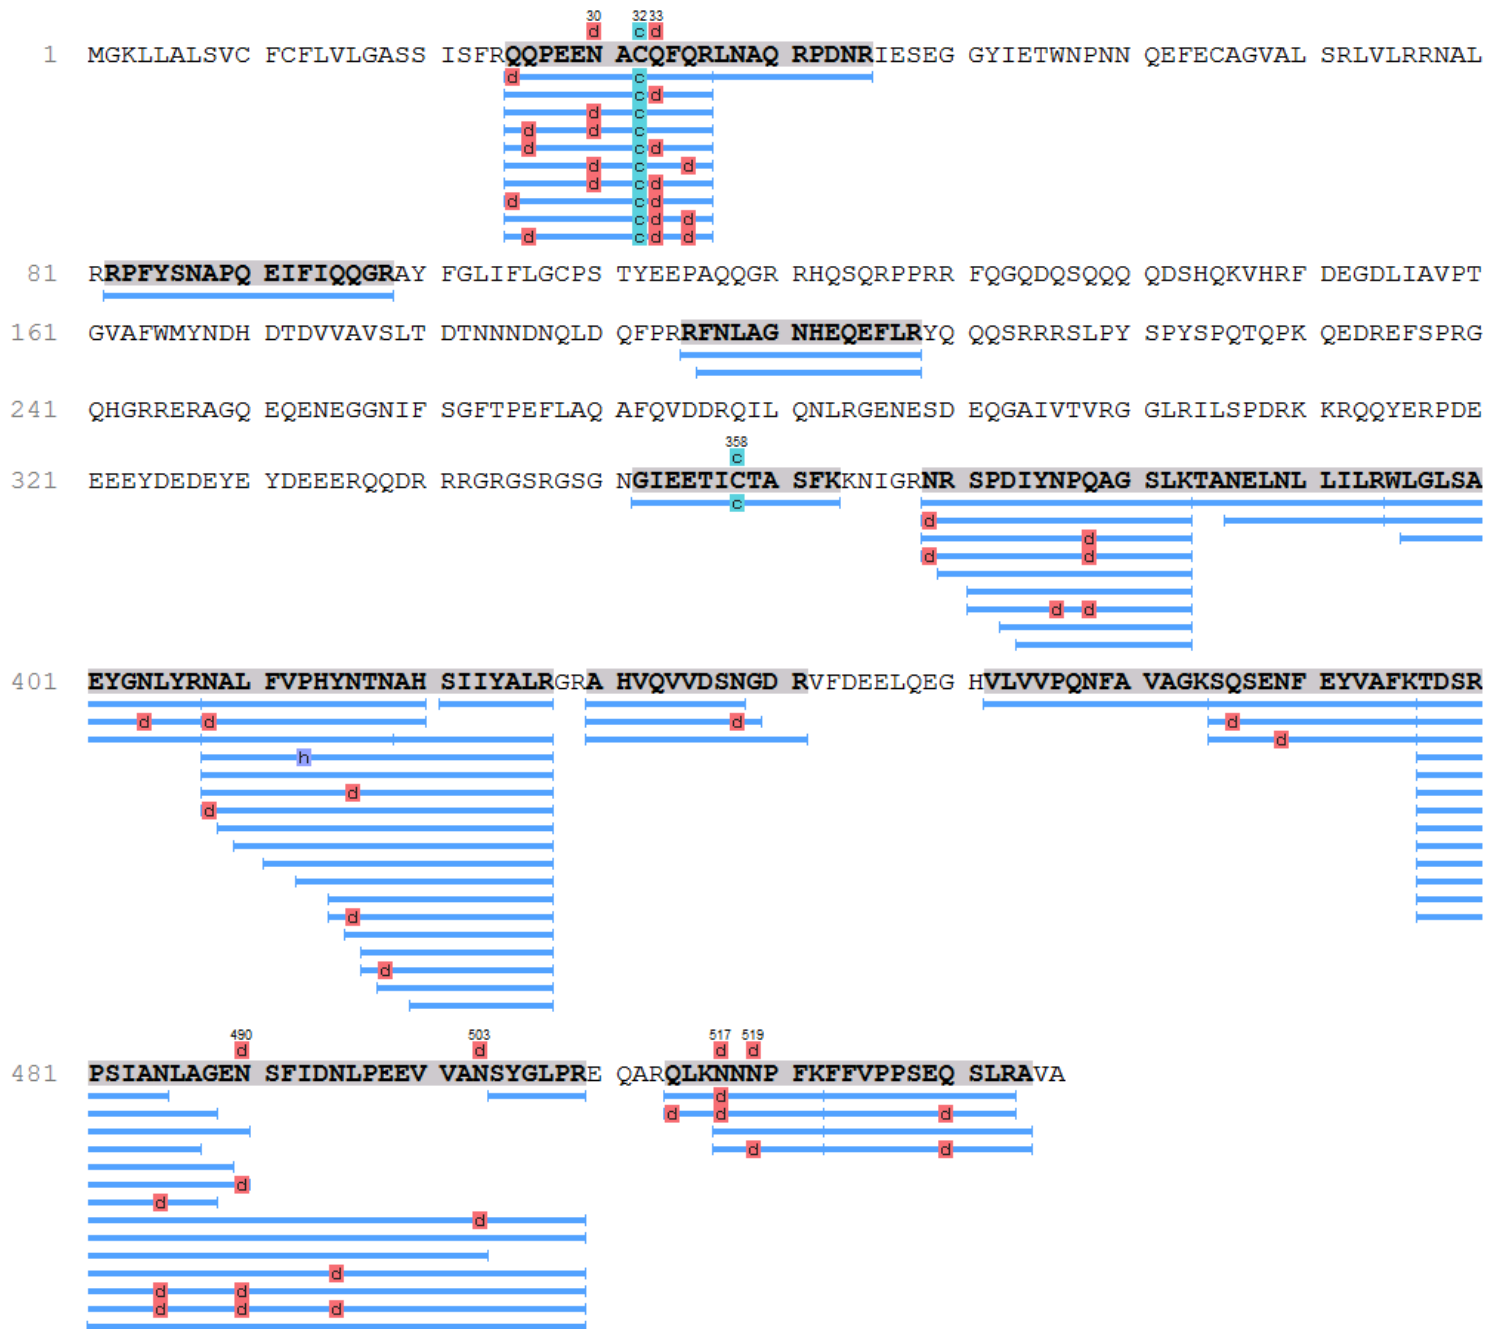 30 32 33
d c d
1 MGKLLALSVC FCFLVLGASS ISFRQQPEEN ACQFQRLNAQ RPDNRIESEG GYIETWNPNN QEFECAGVAL SRLVLRRNAL
d c
c d
d c
d d c
d c d
d c d
d c d
d c d
c d d
d c d d
81 RRPFYSNAPQ EIFIQQGRAY FGLIFLGCPS TYEEPAQQGR RHQSQRPPRR FQGQDQSQQQ QDSHQKVHRF DEGDLIAVPT
161 GVAFWMYNDH DTDVVAVSLT DTNNNDNQLD QFPRRFNLAG NHEQEFLRYQ QQSRRRSLPY SPYSPQTQPK QEDREFSPRG
241 QHGRRERAGQ EQENEGGNIF SGFTPEFLAQ AFQVDDRQIL QNLRGENESD EQGAIVTVRG GLRILSPDRK KRQQYERPDE
358
c
321 EEEYDEDEYE YDEEERQQDR RRGRGSRGSG NGIEETICTA SFKKNIGRNR SPDIYNPQAG SLKTANELNL LILRWLGLSA
c
d
d
d d
d d
401 EYGNLYRNAL FVPHYNTNAH SIIYALRGRA HVQVVDSNGD RVFDEELQEG HVLVVPQNFA VAGKSQSENF EYVAFKTDSR
d d d d
d
h
d
d
d
d
490 503 517 519
d d d d
481 PSIANLAGEN SFIDNLPEEV VANSYGLPRE QARQLKNNNP FKFFVPPSEQ SLRAVA
d
d d d
d d
d
d
d
d
d d
d d d